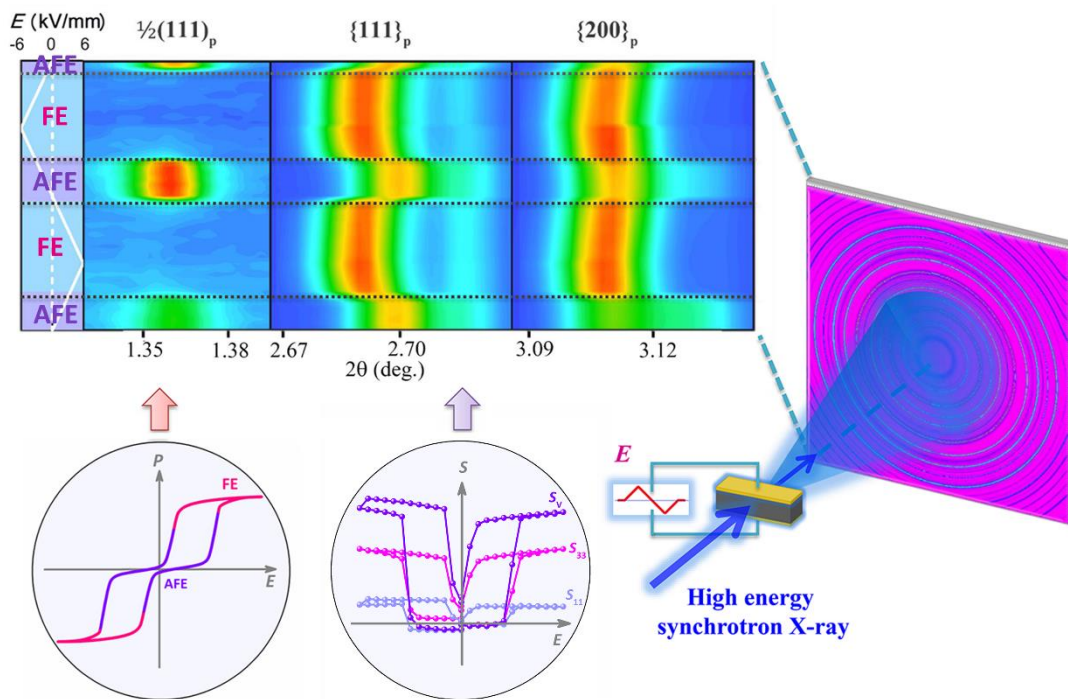 E (kV/mm)
-6 0 6
½(111)p
{111}p
{200}p
AFE
FE
AFE
FE
AFE
1.35 1.38 2.67 2.70 3.09 3.12
2θ (deg.)
P
FE
AFE
E
S
SV
S33
S11
E
E
High energy
synchrotron X-ray